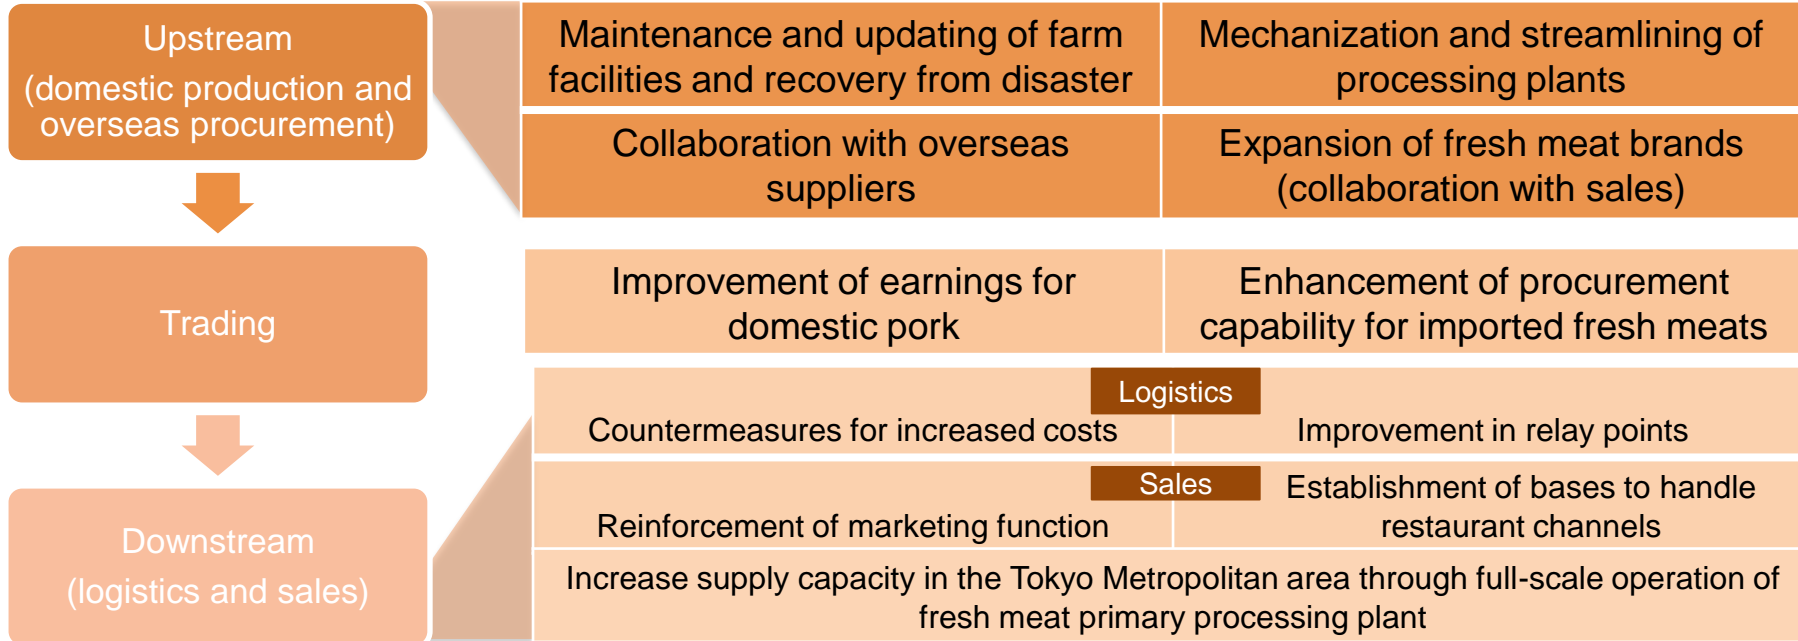 Upstream
(domestic production and
overseas procurement)
Maintenance and updating of farm
facilities and recovery from disaster
Mechanization and streamlining of
processing plants
Collaboration with overseas
suppliers
Expansion of fresh meat brands
(collaboration with sales)
Trading
Improvement of earnings for
domestic pork
Enhancement of procurement
capability for imported fresh meats
Downstream
(logistics and sales)
Logistics
Countermeasures for increased costs
Improvement in relay points
Sales
Reinforcement of marketing function
Establishment of bases to handle
restaurant channels
Increase supply capacity in the Tokyo Metropolitan area through full-scale operation of
fresh meat primary processing plant